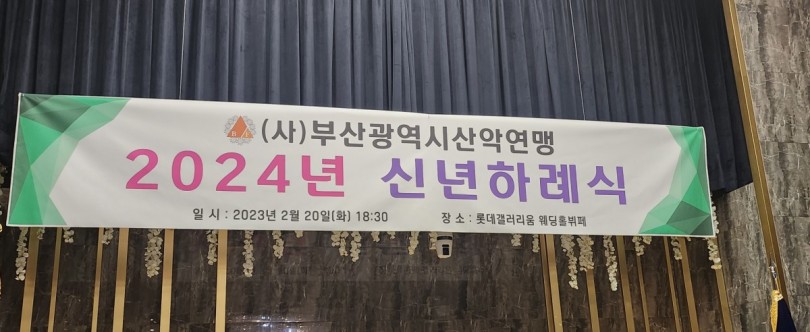 (사)부산광역시산악연맹
2024년 신년하례식
일 시 : 2023년 2월 20일(화) 18:30 장 소 : 롯데갤러리움 웨딩홀뷔페